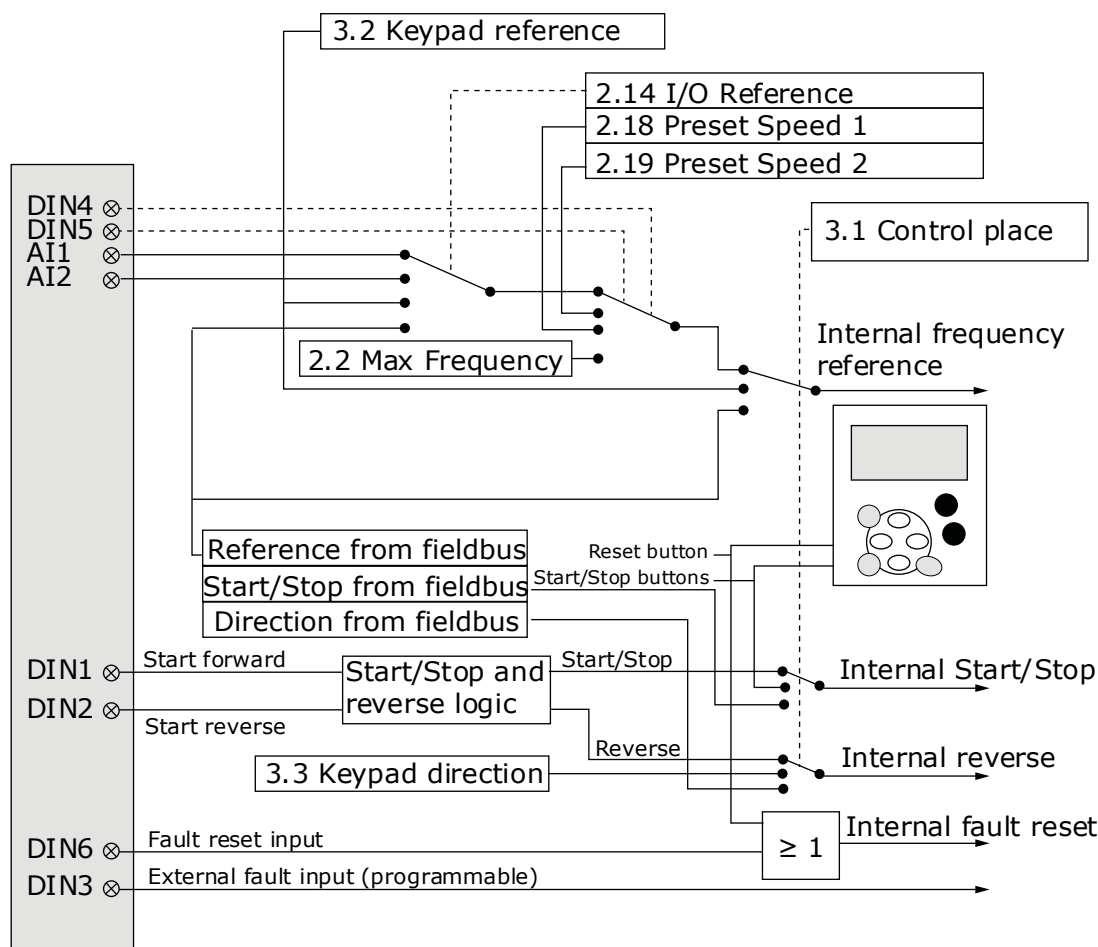 3.2 Keypad reference
2.14 I/O Reference
2.18 Preset Speed 1
2.19 Preset Speed 2
DIN4
DIN5
AI1
AI2
3.1 Control place
Internal frequency
reference
2.2 Max Frequency
Reference from fieldbus
Start/Stop from fieldbus
Direction from fieldbus
Reset button
Start/Stop buttons
DIN1
Start forward
DIN2
Start reverse
Start/Stop and
reverse logic
Start/Stop
Internal Start/Stop
Reverse
Internal reverse
3.3 Keypad direction
DIN6
Fault reset input
≥ 1
Internal fault reset
DIN3
External fault input (programmable)